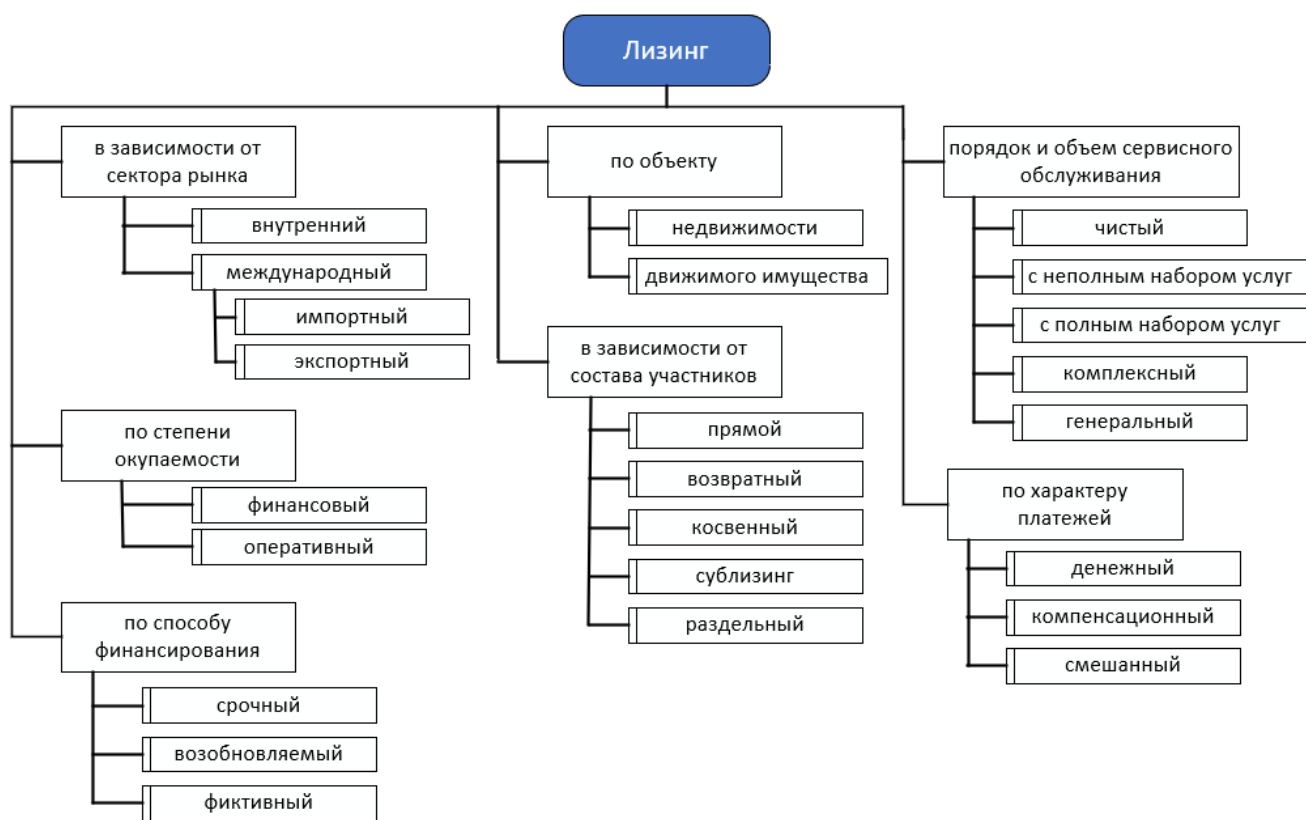 Лизинг
в зависимости от
сектора рынка
внутренний
международный
импортный
экспортный
по степени
окупаемости
финансовый
оперативный
по способу
финансирования
срочный
возобновляемый
фиктивный
по объекту
недвижимости
движимого имущества
в зависимости от
состава участников
прямой
возвратный
косвенный
сублизинг
раздельный
порядок и объем сервисного
обслуживания
чистый
с неполным набором услуг
с полным набором услуг
комплексный
генеральный
по характеру
платежей
денежный
компенсационный
смешанный